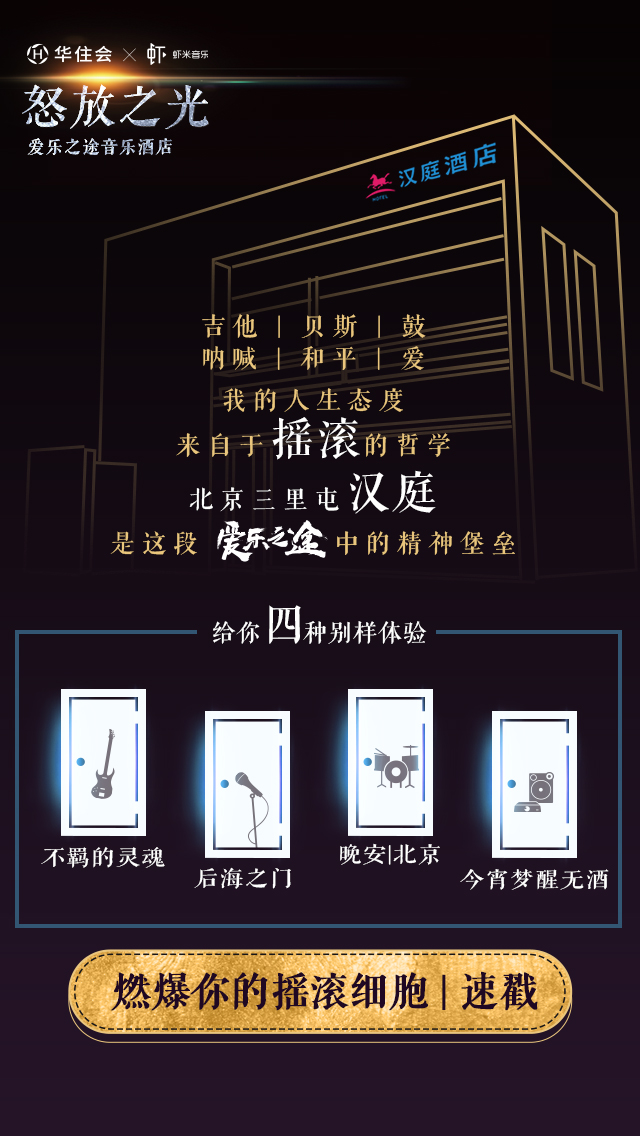 华住会 × 虾 虾米音乐
怒放之光
爱乐之途音乐酒店
汉庭酒店
HOTEL
吉他 | 贝斯 | 鼓
呐喊 | 和平 | 爱
我的人生态度
来自于摇滚的哲学
北京三里屯汉庭
是这段 爱乐之途 中的精神堡垒
给你四种别样体验
不羁的灵魂
后海之门
晚安|北京
今宵梦醒无酒
燃爆你的摇滚细胞 | 速戳